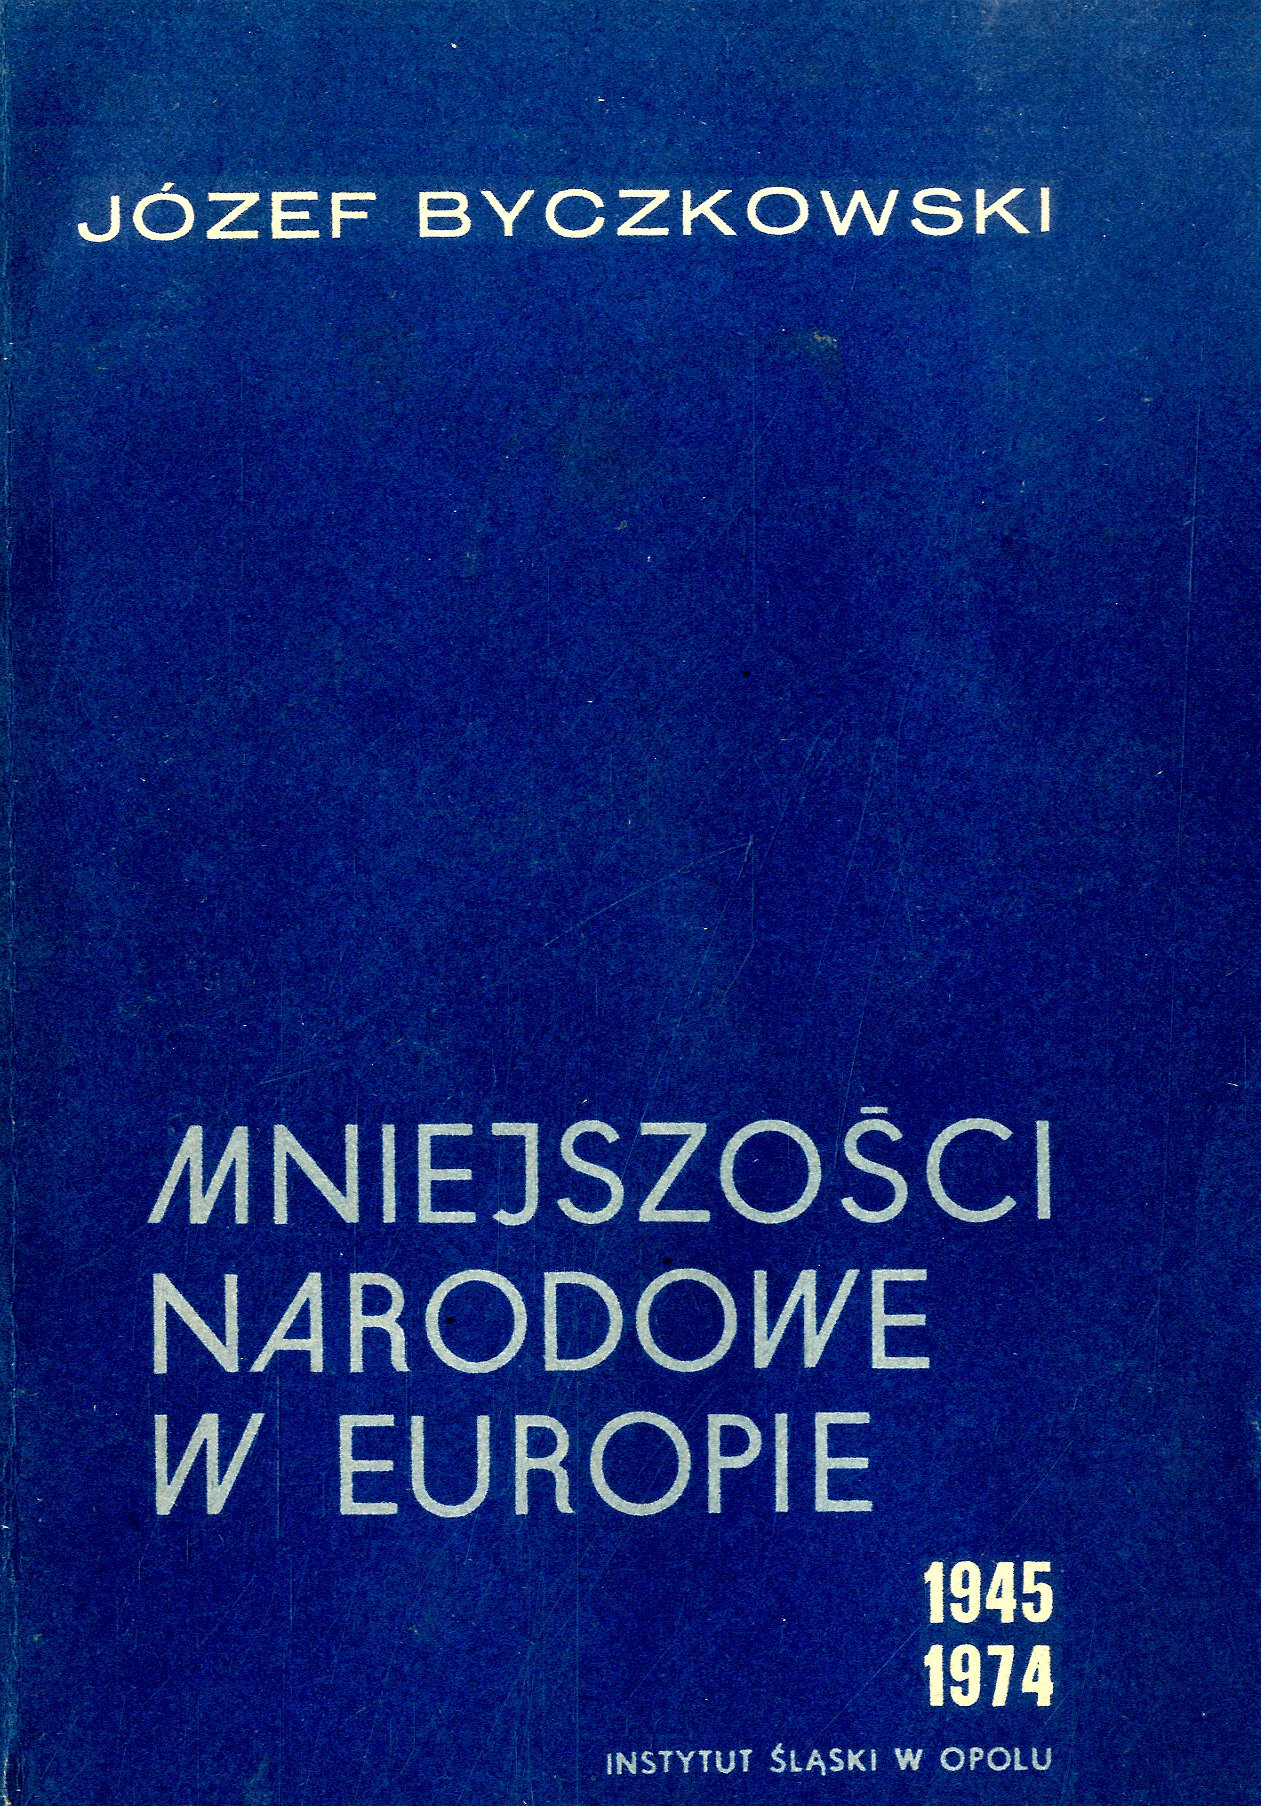 JÓZEF BYCZKOWSKI
MNIEJSZOŚCI
NARODOWE
W EUROPIE
1945
1974
INSTYTUT ŚLĄSKI W OPOLU